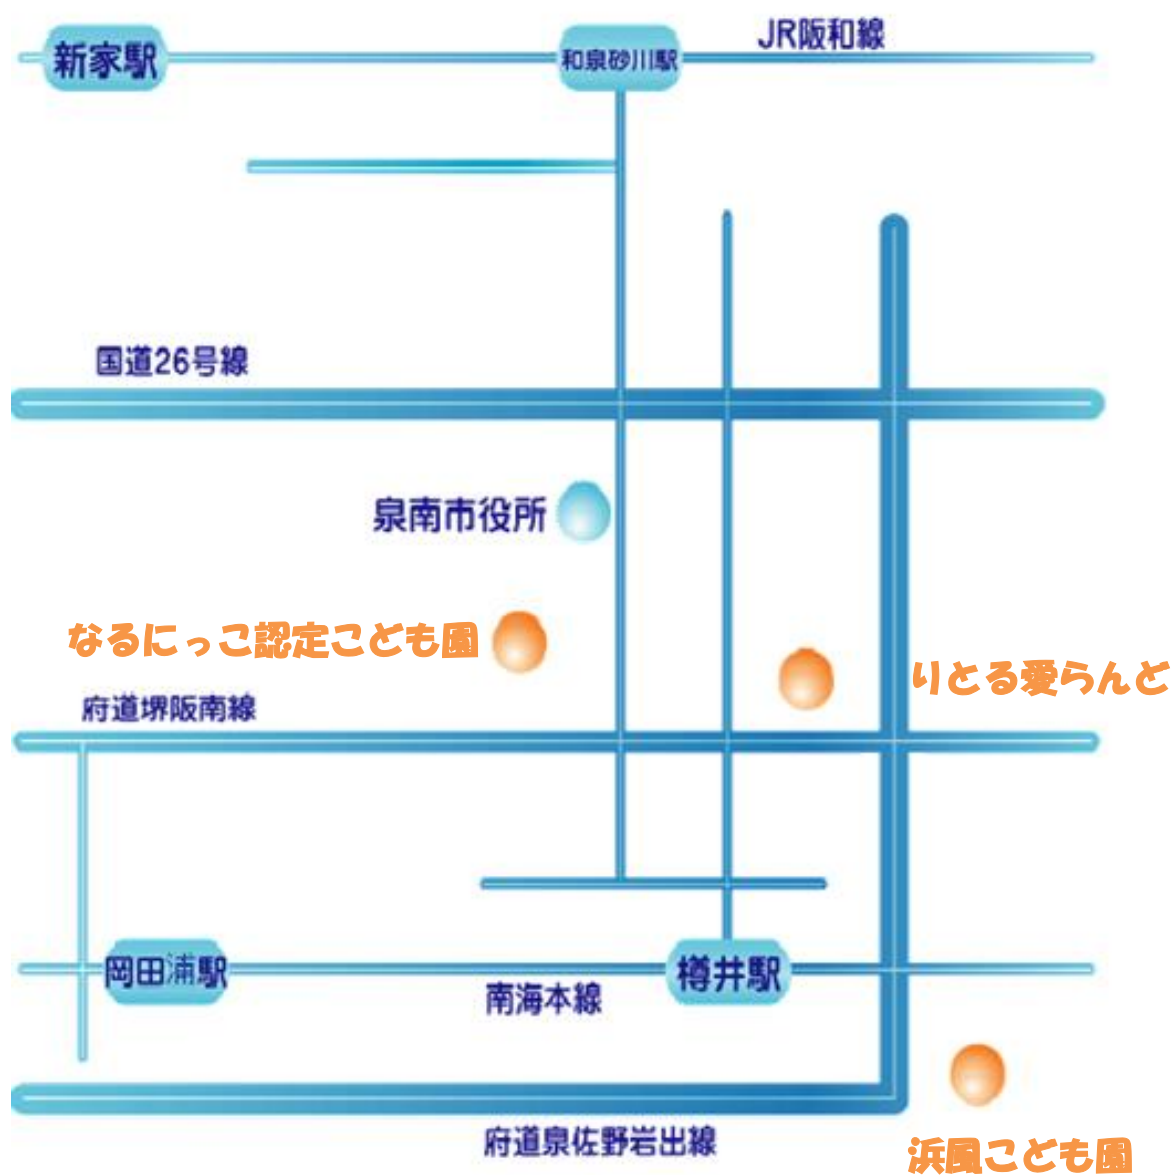 JR阪和線
新家駅
和泉砂川駅
国道26号線
泉南市役所
なるにっこ認定こども園
りとる愛らんど
府道堺阪南線
岡田浦駅
樽井駅
南海本線
府道泉佐野岩出線
浜風こども園